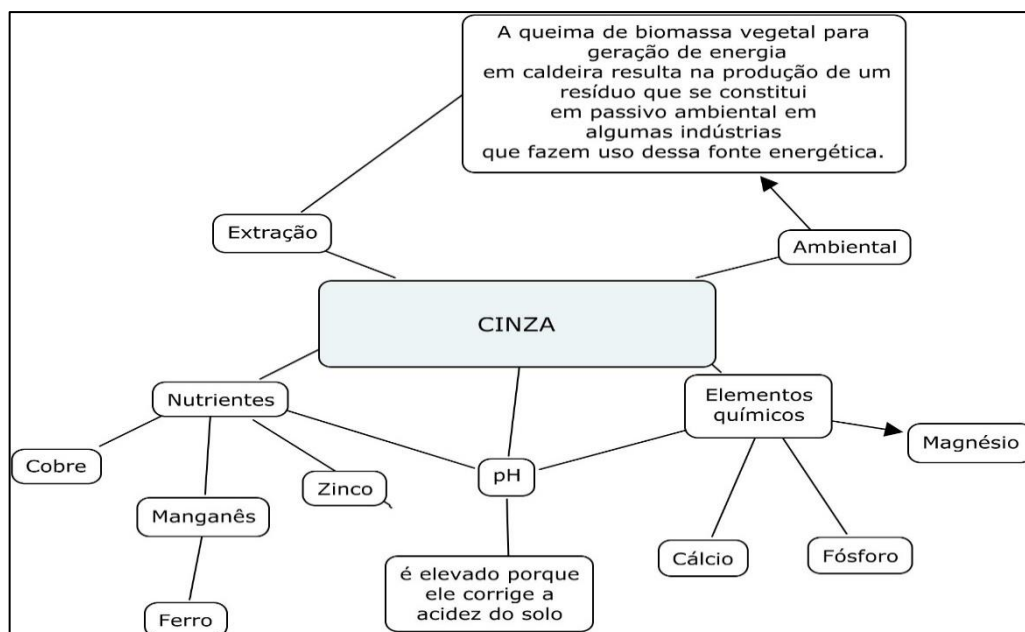 A queima de biomassa vegetal para
geração de energia
em caldeira resulta na produção de um
resíduo que se constitui
em passivo ambiental em
algumas indústrias
que fazem uso dessa fonte energética.
Extração
Ambiental
CINZA
Nutrientes
Elementos
químicos
Magnésio
Cobre
Zinco
pH
Manganês
Cálcio
Fósforo
é elevado porque
ele corrige a
acidez do solo
Ferro